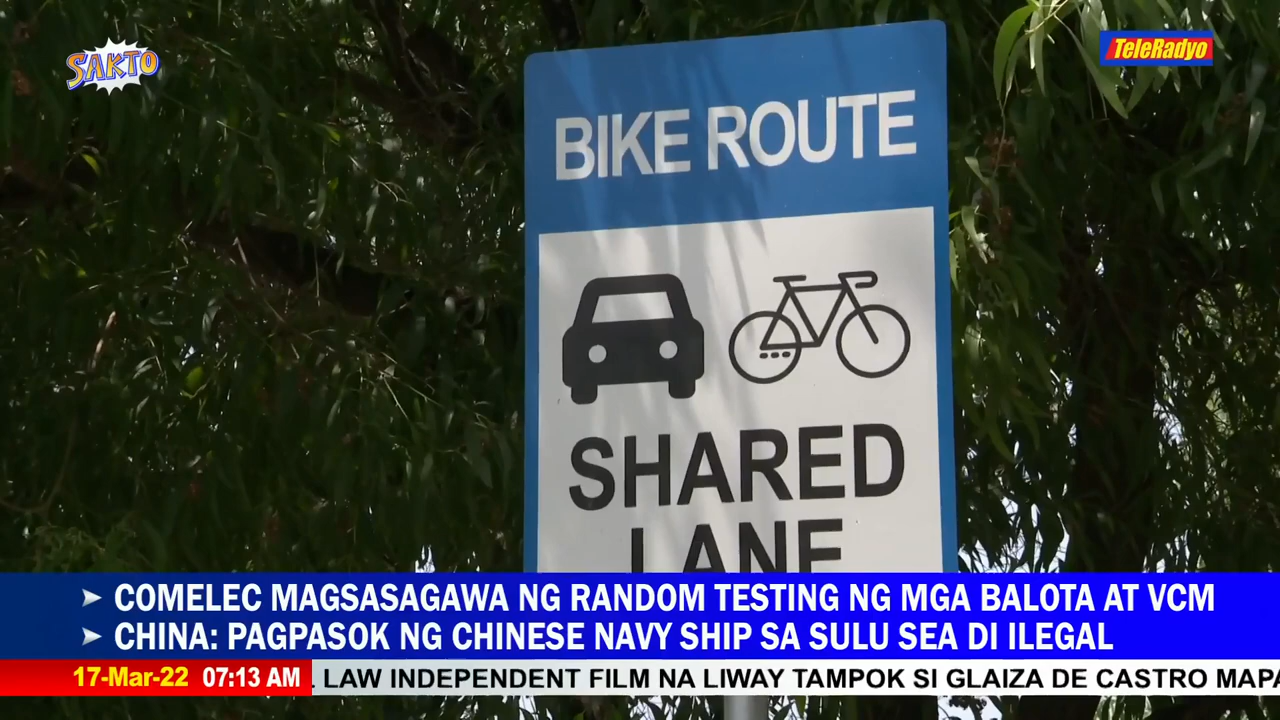 SAKTO
TeleRadyo
BIKE ROUTE
SHARED
LANE
➤ COMELEC MAGSASAGAWA NG RANDOM TESTING NG MGA BALOTA AT VCM
➤ CHINA: PAGPASOK NG CHINESE NAVY SHIP SA SULU SEA DI ILEGAL
17-Mar-22 07:13 AM LAW INDEPENDENT FILM NA LIWAY TAMPOK SI GLAIZA DE CASTRO MAPA